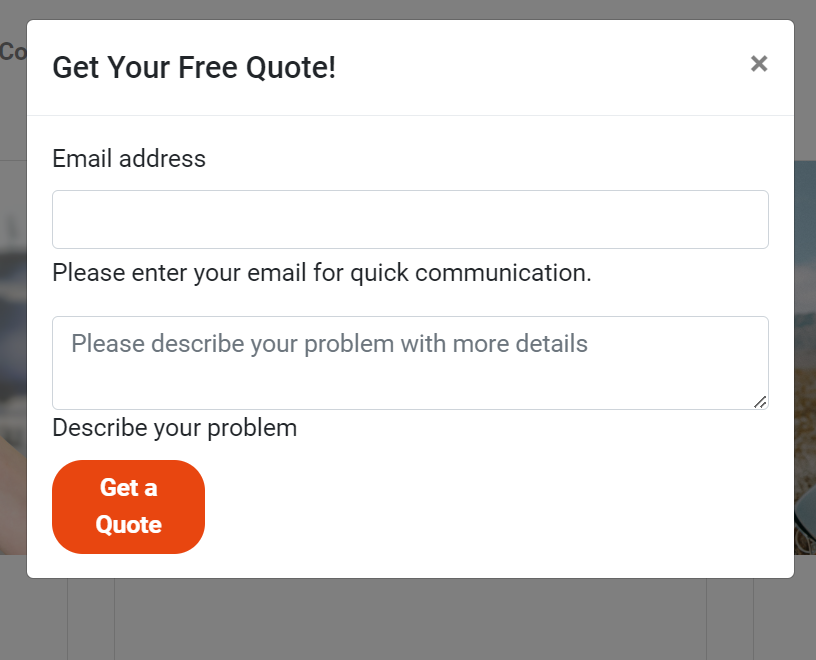 Co
Get Your Free Quote!
×
Email address
Please enter your email for quick communication.
Please describe your problem with more details
Describe your problem
Get a
Quote